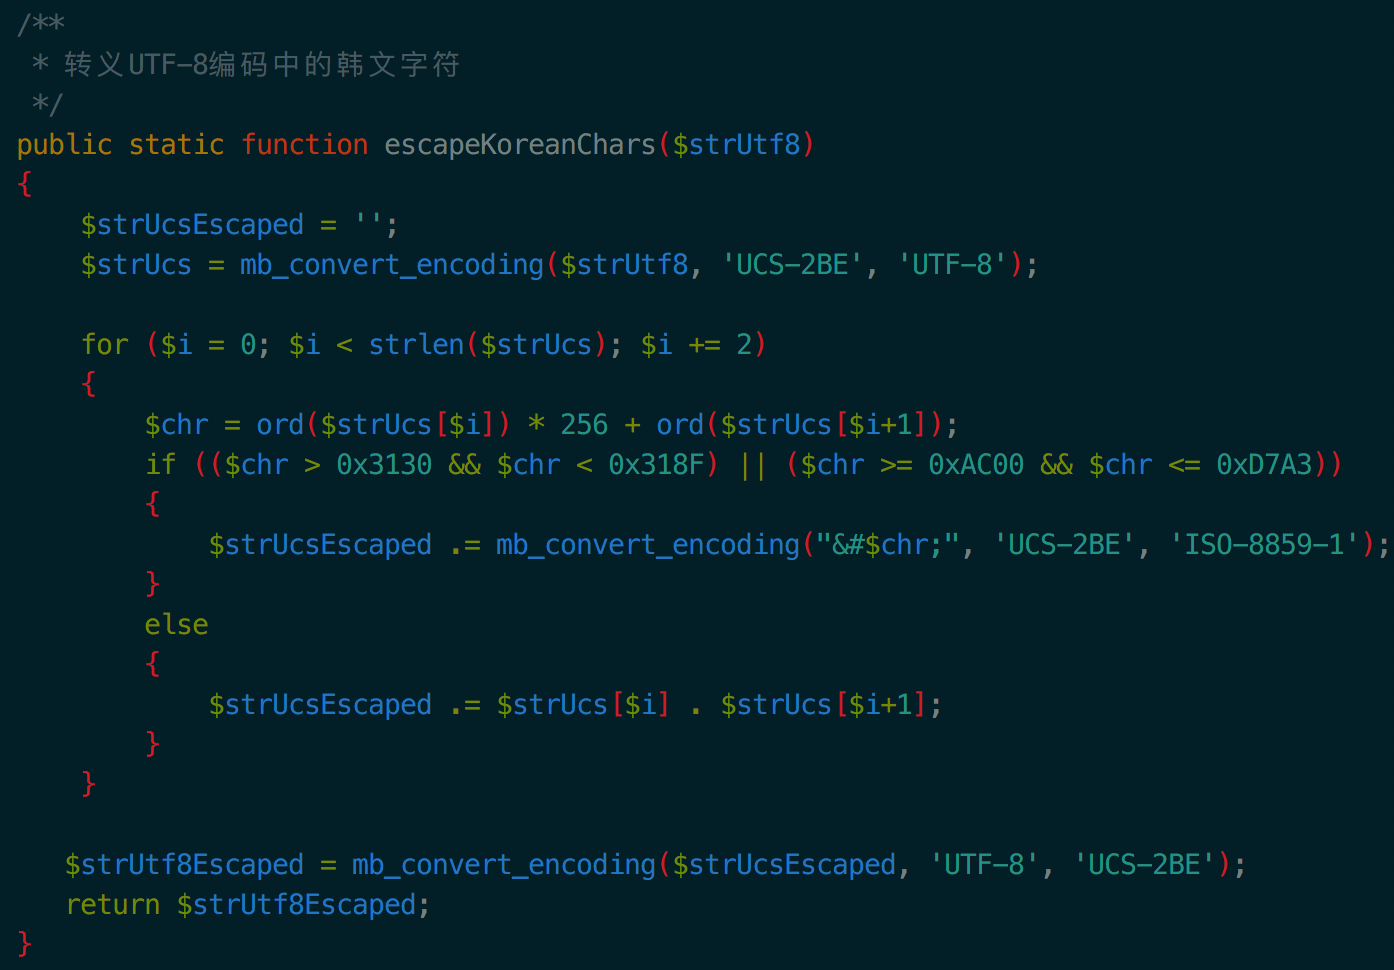 /**
 * 转义UTF-8编码中的韩文字符
 */
public static function escapeKoreanChars($strUtf8)
{
    $strUcsEscaped = '';
    $strUcs = mb_convert_encoding($strUtf8, 'UCS-2BE', 'UTF-8');

    for ($i = 0; $i < strlen($strUcs); $i += 2)
    {
        $chr = ord($strUcs[$i]) * 256 + ord($strUcs[$i+1]);
        if (($chr > 0x3130 && $chr < 0x318F) || ($chr >= 0xAC00 && $chr <= 0xD7A3))
        {
            $strUcsEscaped .= mb_convert_encoding("&#$chr;", 'UCS-2BE', 'ISO-8859-1');
        }
        else
        {
            $strUcsEscaped .= $strUcs[$i] . $strUcs[$i+1];
        }
    }

   $strUtf8Escaped = mb_convert_encoding($strUcsEscaped, 'UTF-8', 'UCS-2BE');
   return $strUtf8Escaped;
}